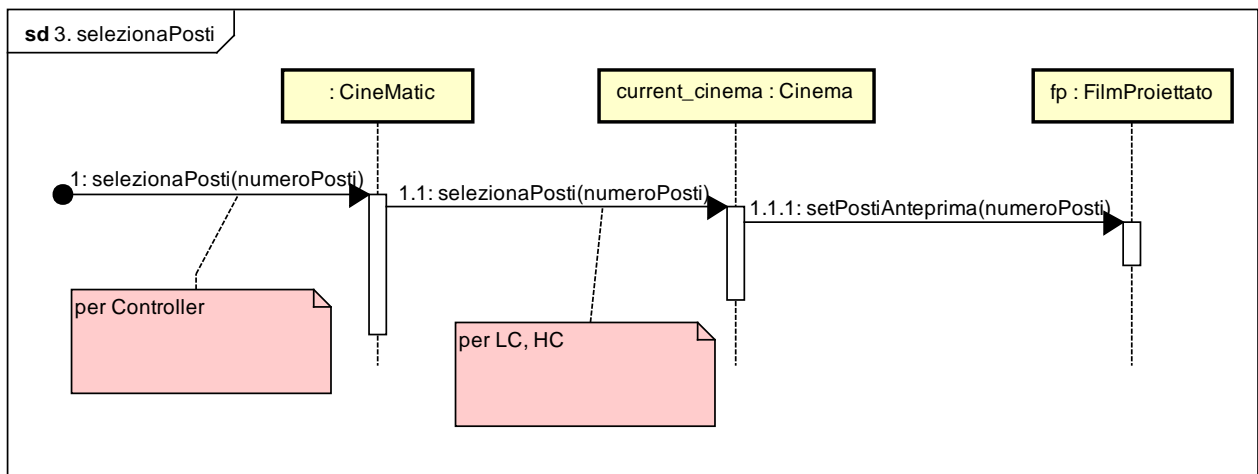 sd 3. selezionaPosti
: CineMatic
current_cinema : Cinema
fp : FilmProiettato
1: selezionaPosti(numeroPosti)
1.1: selezionaPosti(numeroPosti)
1.1.1: setPostiAnteprima(numeroPosti)
per Controller
per LC, HC